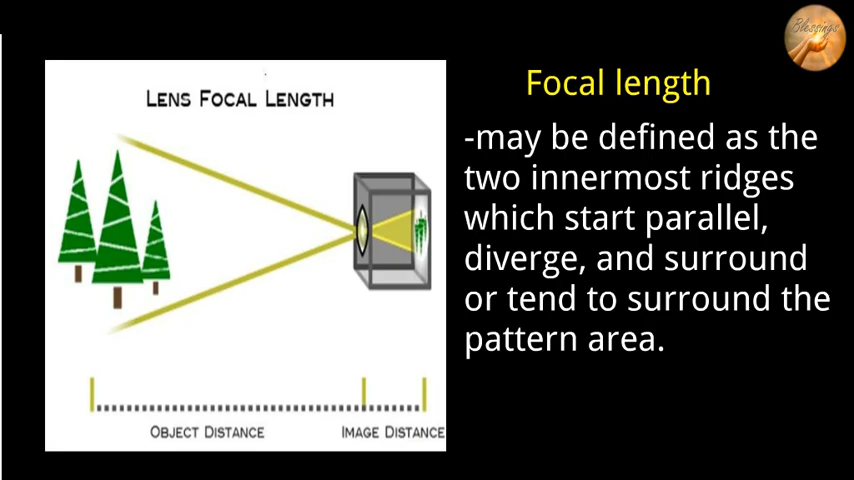 Blessings
Focal length
LENS FOCAL LENGTH
-may be defined as the
two innermost ridges
which start parallel,
diverge, and surround
or tend to surround the
pattern area.
OBJECT DISTANCE
IMAGE DISTANCE